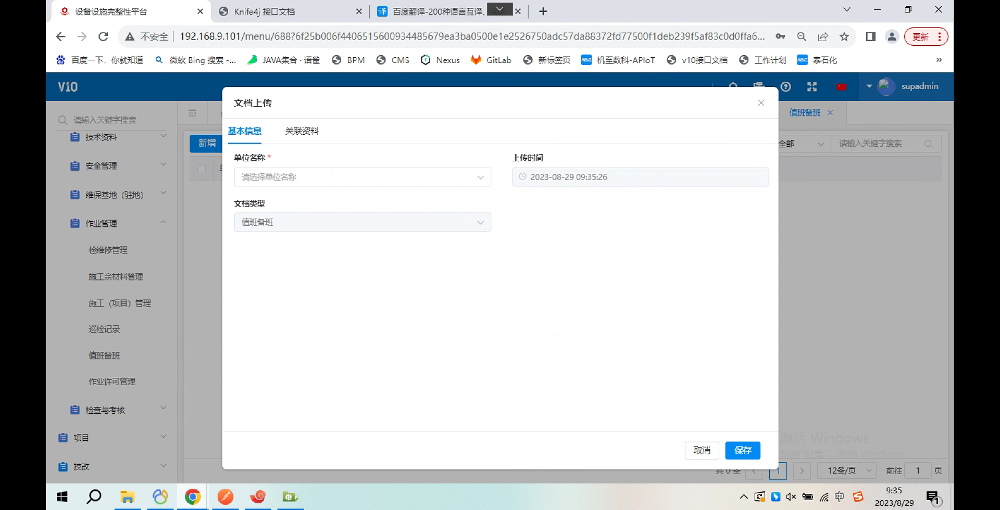 设备设施完整性平台
Knife4j 接口文档
百度翻译-200种语言互译、
不安全
192.168.9.101/menu/688?6f25b006f4406515600934485679ea3ba0500e1e2526750adc57da88372fd77500f1deb239f5af83c0d0ffa6...
更新
百度一下，你就知道
微软 Bing 搜索 -...
JAVA集合 · 语雀
BPM
CMS
Nexus
GitLab
新标签页
机至数科-APIoT
v10接口文档
工作计划
泰石化
»
V10
supadmin
请输入关键字搜索
技术资料
安全管理
维保基地（驻地）
作业管理
检维修管理
施工余材料管理
施工（项目）管理
巡检记录
值班备班
作业许可管理
检查与考核
项目
技改
值班备班
新增
全部
请输入关键字搜索
文档上传
基本信息
关联资料
单位名称 *
请选择单位名称
上传时间
2023-08-29 09:35:26
文档类型
值班备班
取消
保存
激活 Windows
转到"设置"以激活 Windows。
共 0 条
1
12条/页
前往
1
页
中
9:35
2023/8/29
1